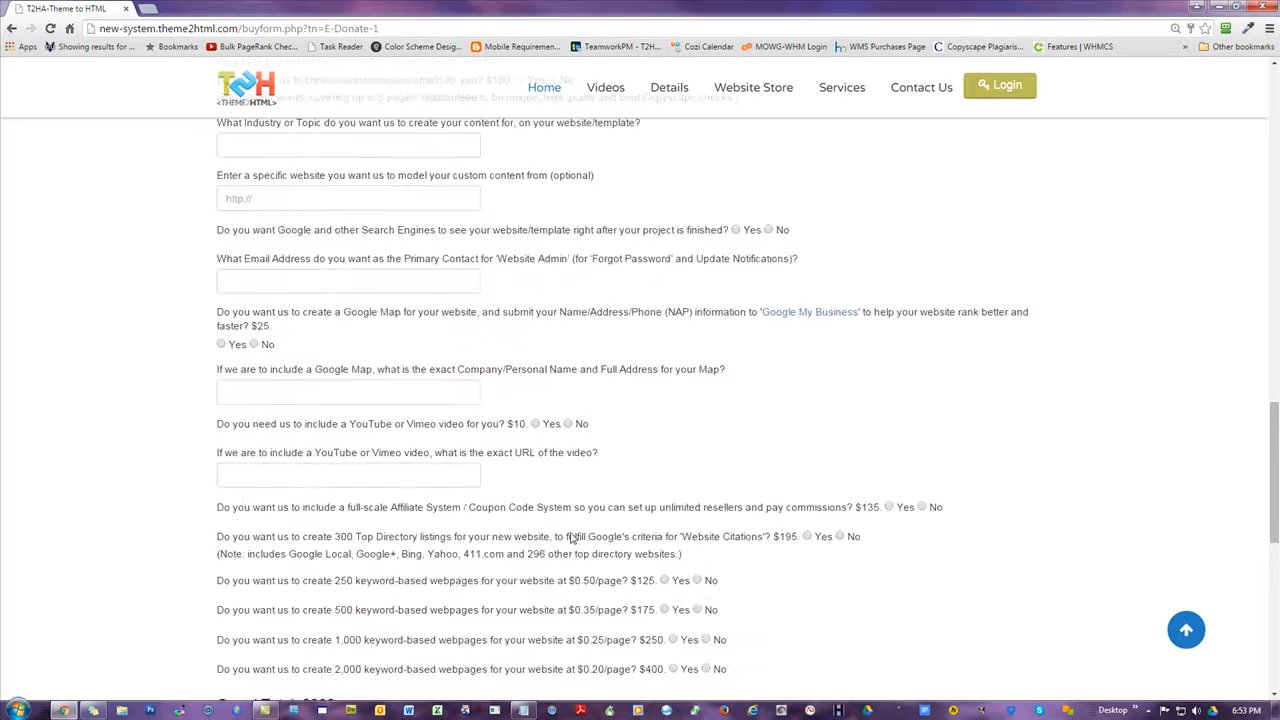 T2HA-Theme to HTML
new-system.theme2html.com/buyform.php?tn=E-Donate-1
Apps Showing results for... Bookmarks Bulk PageRank Chec... Task Reader Color Scheme Desig... Mobile Requiremen... TeamworkPM - T2H... Cozi Calendar MOWG-WHM Login WMS Purchases Page Copyscape Plagiaris... Features | WHMCS » Other bookmarks
T2H
<THEME/HTML>
Home Videos Details Website Store Services Contact Us Login
What Industry or Topic do you want us to create your content for, on your website/template?
Enter a specific website you want us to model your custom content from (optional)
http://
Do you want Google and other Search Engines to see your website/template right after your project is finished? Yes No
What Email Address do you want as the Primary Contact for 'Website Admin' (for 'Forgot Password' and Update Notifications)?
Do you want us to create a Google Map for your website, and submit your Name/Address/Phone (NAP) information to 'Google My Business' to help your website rank better and
faster? $25.
Yes No
If we are to include a Google Map, what is the exact Company/Personal Name and Full Address for your Map?
Do you need us to include a YouTube or Vimeo video for you? $10. Yes No
If we are to include a YouTube or Vimeo video, what is the exact URL of the video?
Do you want us to include a full-scale Affiliate System / Coupon Code System so you can set up unlimited resellers and pay commissions? $135. Yes No
Do you want us to create 300 Top Directory listings for your new website, to fulfill Google's criteria for 'Website Citations'? $195. Yes No
(Note: includes Google Local, Google+, Bing, Yahoo, 411.com and 296 other top directory websites.)
Do you want us to create 250 keyword-based webpages for your website at $0.50/page? $125. Yes No
Do you want us to create 500 keyword-based webpages for your website at $0.35/page? $175. Yes No
Do you want us to create 1,000 keyword-based webpages for your website at $0.25/page? $250. Yes No
Do you want us to create 2,000 keyword-based webpages for your website at $0.20/page? $400. Yes No
Desktop » 6:53 PM